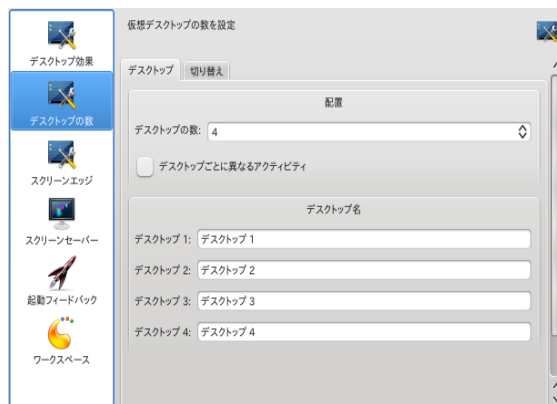 仮想デスクトップの数を設定
デスクトップ効果
デスクトップの数
スクリーンエッジ
スクリーンセーバー
起動フィードバック
ワークスペース
デスクトップ
切り替え
配置
デスクトップの数: 4
デスクトップごとに異なるアクティビティ
デスクトップ名
デスクトップ 1: デスクトップ 1
デスクトップ 2: デスクトップ 2
デスクトップ 3: デスクトップ 3
デスクトップ 4: デスクトップ 4